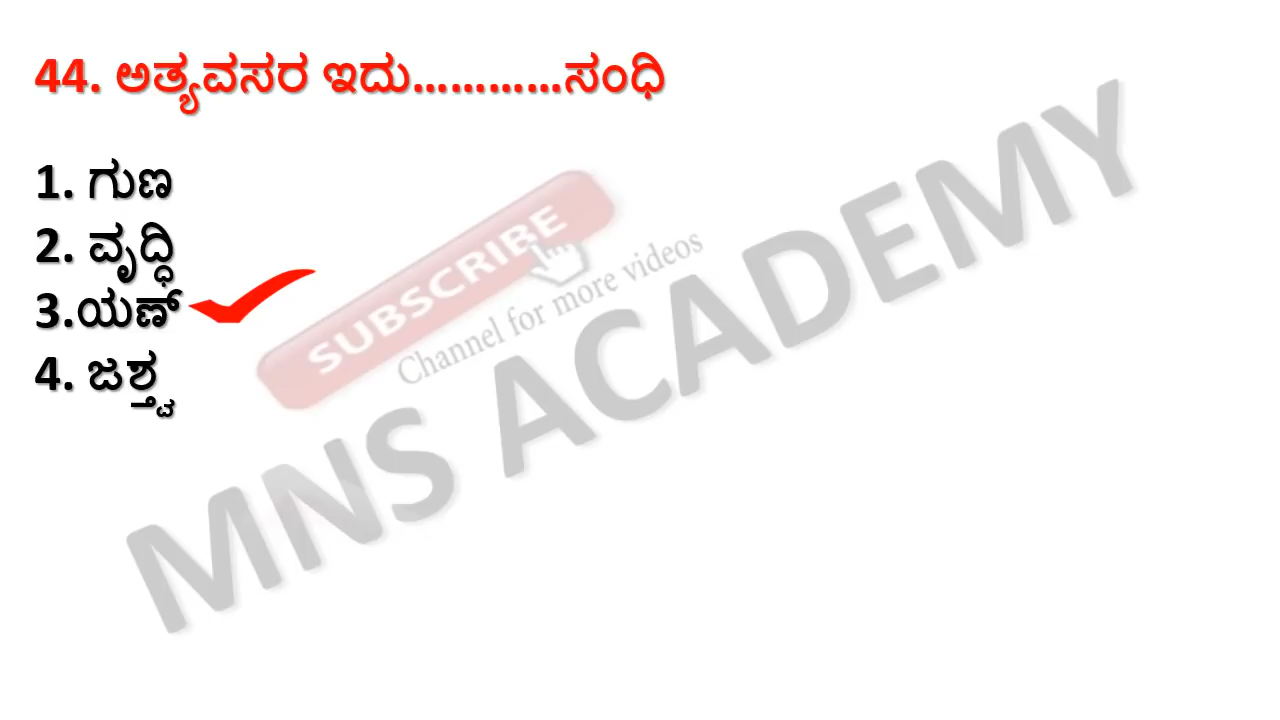 44. ಅತ್ಯವಸರ ಇದು............ಸಂಧಿ
1. ಗುಣ
2. ವೃದ್ಧಿ
3.ಯಣ್
4. ಜಶ್ತ್ವ
SUBSCRIBE
Channel for more videos
MNS ACADEMY